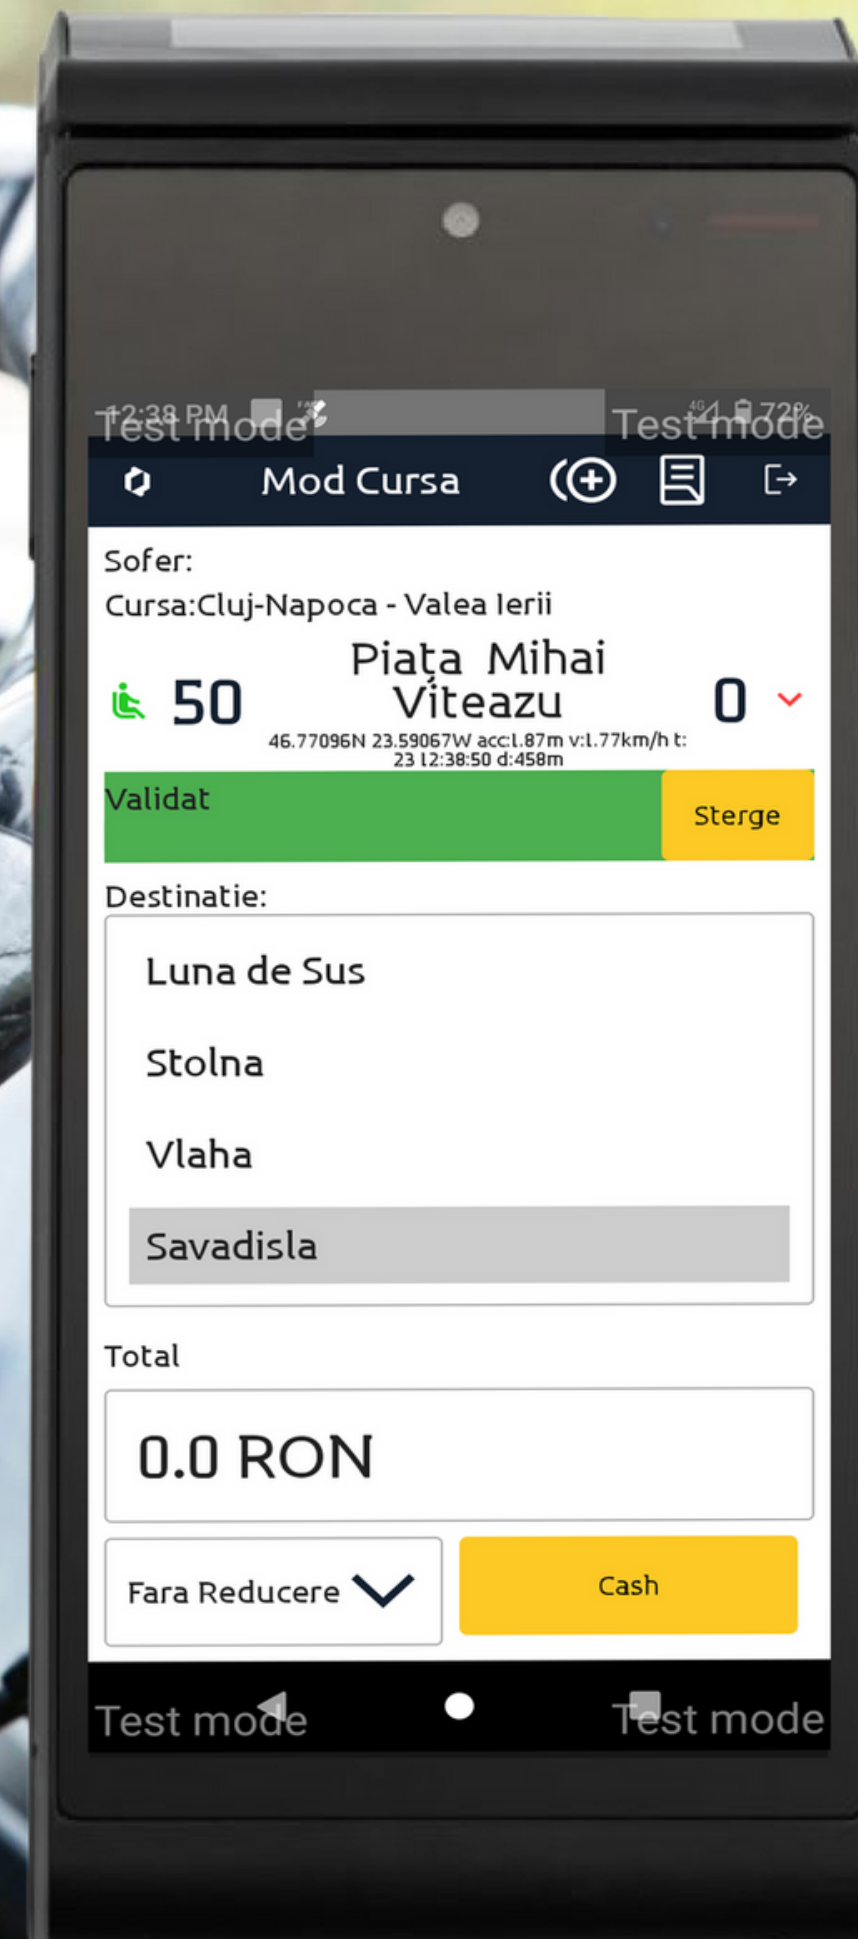 12:38 PM 4G 72%
Test mode Test mode
Mod Cursa
Sofer:
Cursa:Cluj-Napoca - Valea Ierii
Piața Mihai
50 Viteazu 0
46.77096N 23.59067W acc:1.87m v:1.77km/h t:
23 12:38:50 d:458m
Validat
Sterge
Destinatie:
Luna de Sus
Stolna
Vlaha
Savadisla
Total
0.0 RON
Fara Reducere Cash
Test mode Test mode